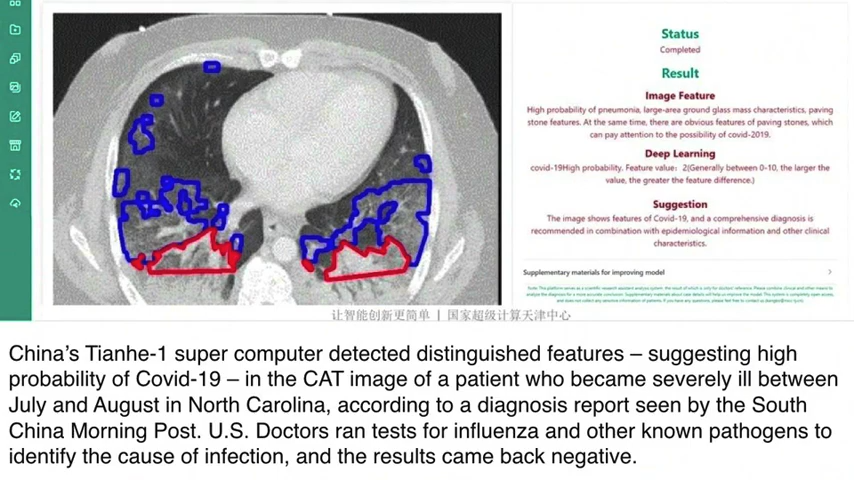 Status
Completed
Result
Image Feature
High probability of pneumonia, large-area ground glass mass characteristics, paving
stone features. At the same time, there are obvious features of paving stones, which
can pay attention to the possibility of covid-2019.
Deep Learning
covid-19High probability. Feature value: 2(Generally between 0-10, the larger the
value, the greater the feature difference.)
Suggestion
The image shows features of Covid-19, and a comprehensive diagnosis is
recommended in combination with epidemiological information and other clinical
characteristics.
Supplementary materials for improving model
让智能创新更简单 | 国家超级计算天津中心
China's Tianhe-1 super computer detected distinguished features – suggesting high
probability of Covid-19 – in the CAT image of a patient who became severely ill between
July and August in North Carolina, according to a diagnosis report seen by the South
China Morning Post. U.S. Doctors ran tests for influenza and other known pathogens to
identify the cause of infection, and the results came back negative.